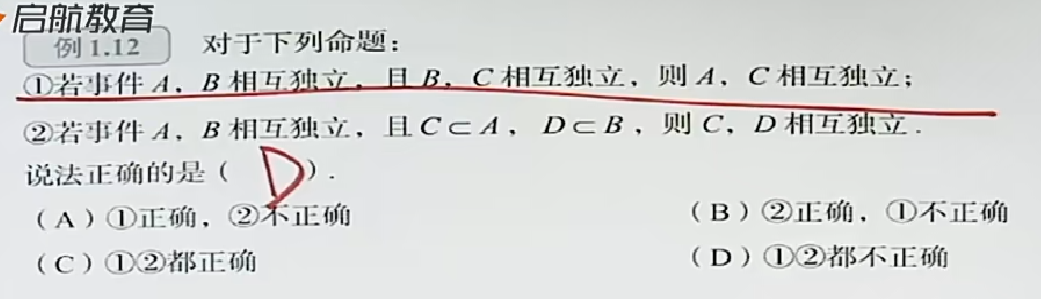 启航教育
例 1.12 对于下列命题：
①若事件 A，B 相互独立，且 B，C 相互独立，则 A，C 相互独立；
②若事件 A，B 相互独立，且 C⊂A，D⊂B，则 C，D 相互独立．
说法正确的是（ D ）．
（A）①正确，②不正确
（B）②正确，①不正确
（C）①②都正确
（D）①②都不正确